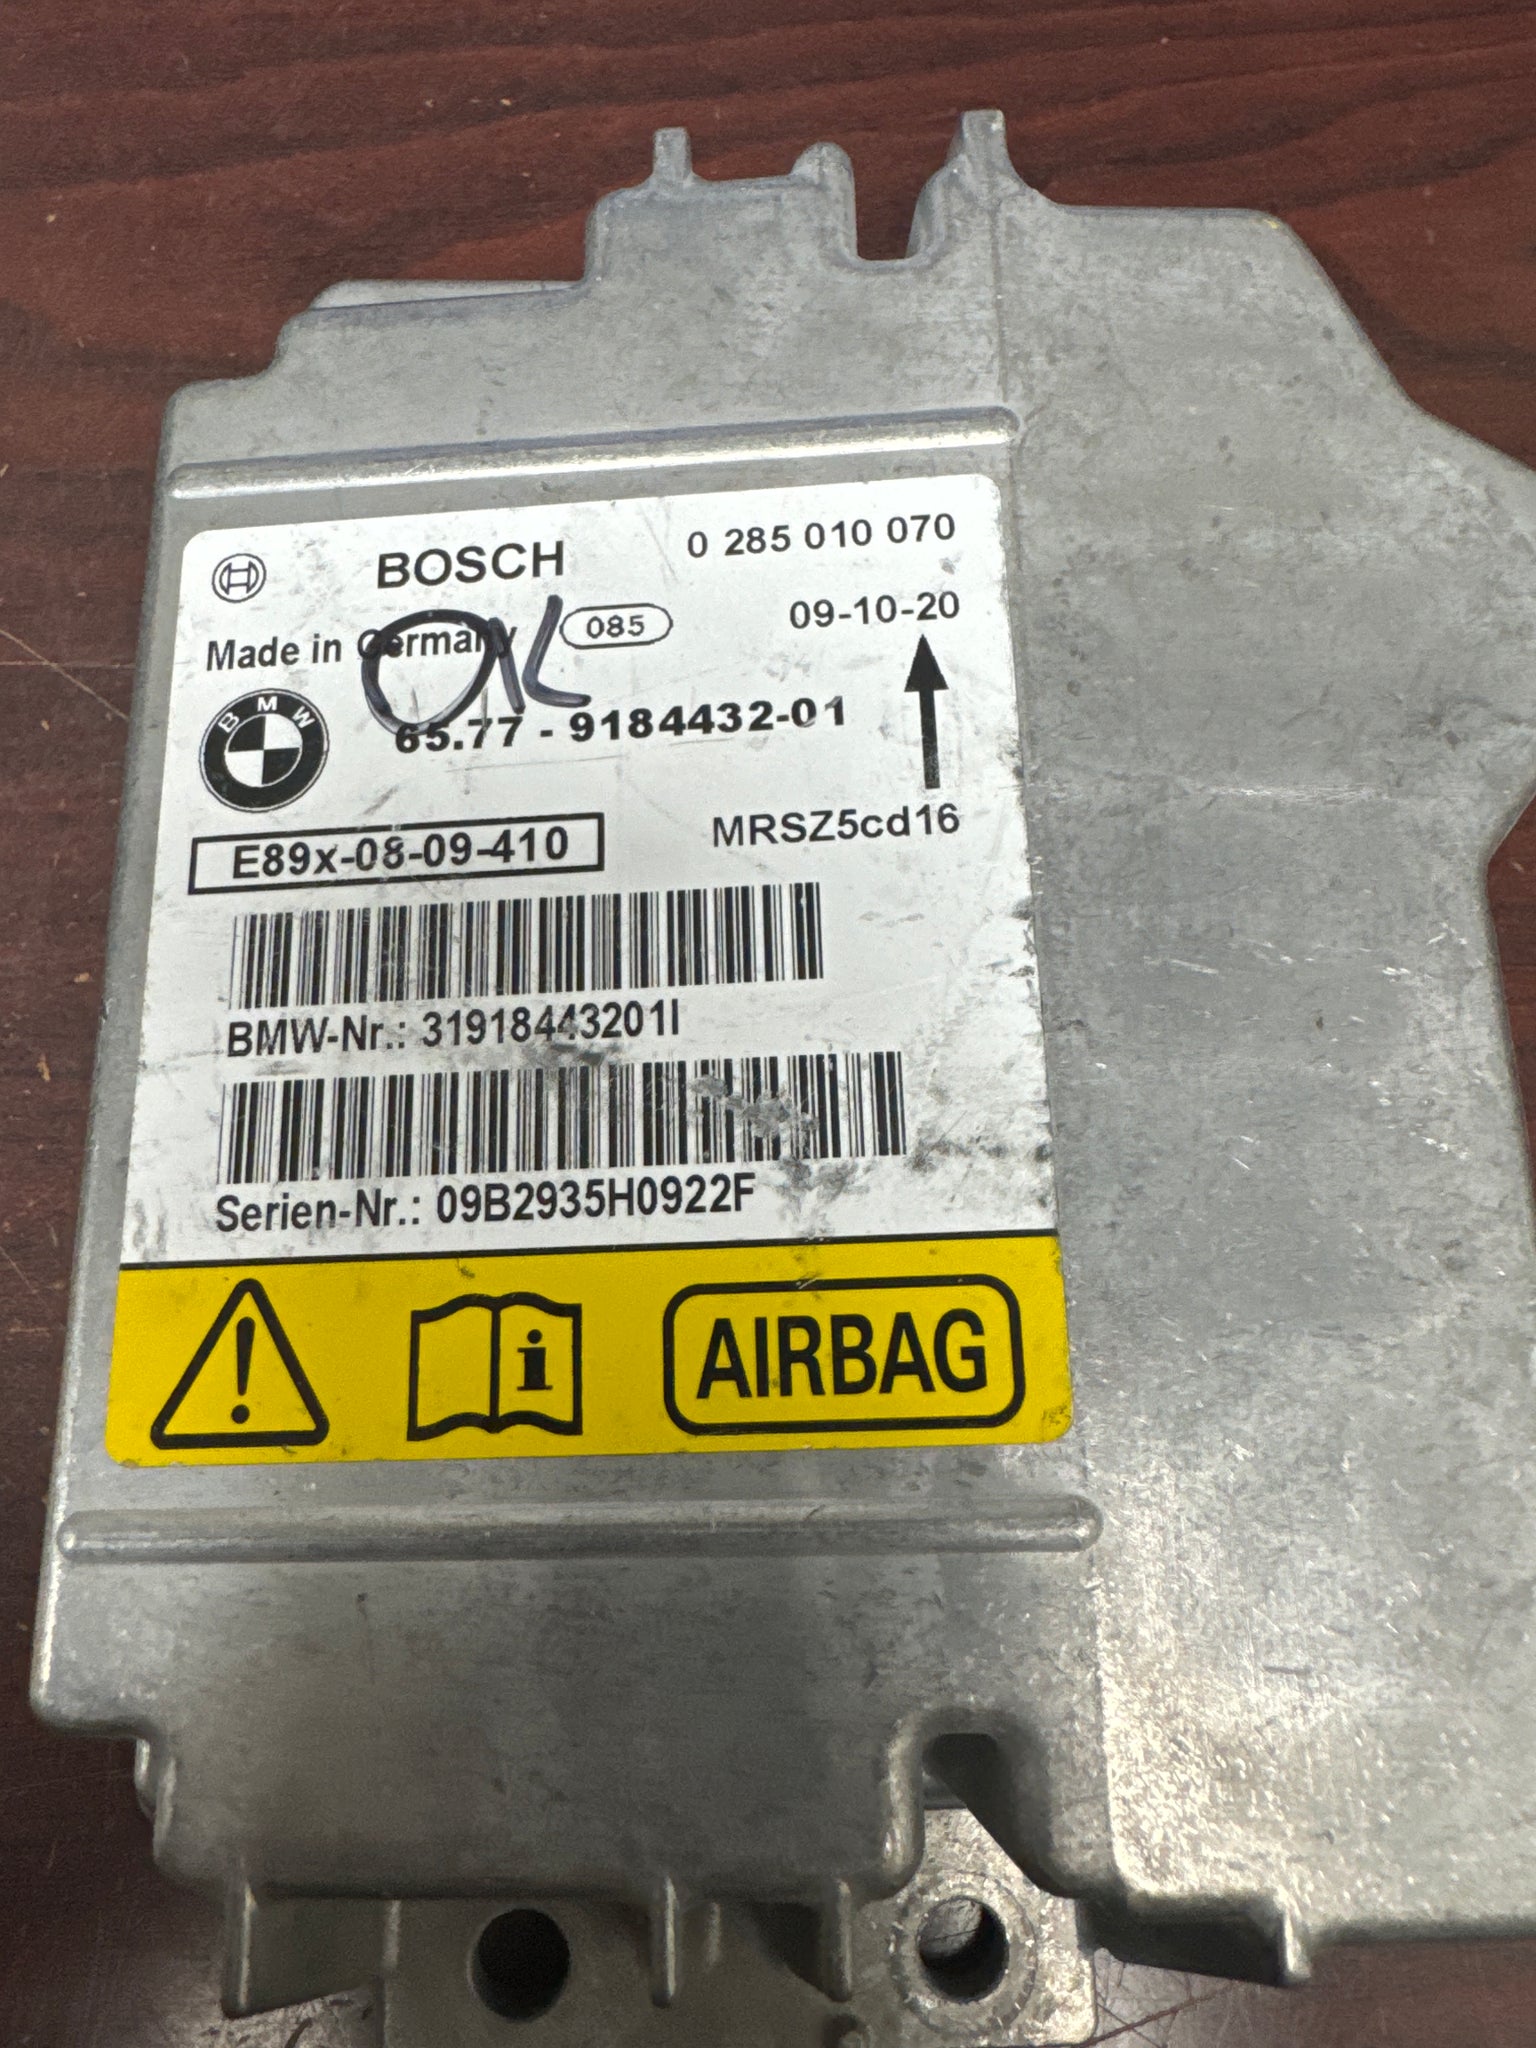 BOSCH 0 285 010 070
Made in Germany 085 09-10-20
OK
BMW 65.77 - 9184432-01
E89x-08-09-410 MRSZ5cd16
BMW-Nr.: 31918443201I
Serien-Nr.: 09B2935H0922F
! i AIRBAG